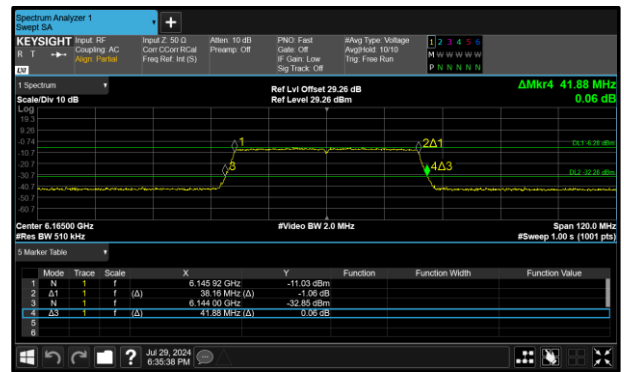 Spectrum Analyzer 1
Swept SA
+
KEYSIGHT Input: RF Input Z: 50 Ω Atten: 10 dB PNO: Fast #Avg Type: Voltage 1 2 3 4 5 6
R T Coupling: AC Corr CCorr RCal Preamp: Off Gate: Off Avg|Hold: 10/10 M W W W W W
Align: Partial Freq Ref: Int (S) IF Gain: Low Trig: Free Run P N N N N N
Sig Track: Off
1 Spectrum
Ref Lvl Offset 29.26 dB ΔMkr4 41.88 MHz
Scale/Div 10 dB Ref Level 29.26 dBm 0.06 dB
Log
19.3
9.26
-0.74 1 2Δ1 DL1 -6.26 dBm
-10.7
-20.7 3 4Δ3 DL2 -32.26 dBm
-30.7
-40.7
-50.7
-60.7
Center 6.16500 GHz #Video BW 2.0 MHz Span 120.0 MHz
#Res BW 510 kHz #Sweep 1.00 s (1001 pts)
5 Marker Table
Mode Trace Scale X Y Function Function Width Function Value
1 N 1 f 6.145 92 GHz -11.03 dBm
2 Δ1 1 f (Δ) 38.16 MHz (Δ) -1.06 dB
3 N 1 f 6.144 00 GHz -32.85 dBm
4 Δ3 1 f (Δ) 41.88 MHz (Δ) 0.06 dB
5
6
? Jul 29, 2024
6:35:38 PM